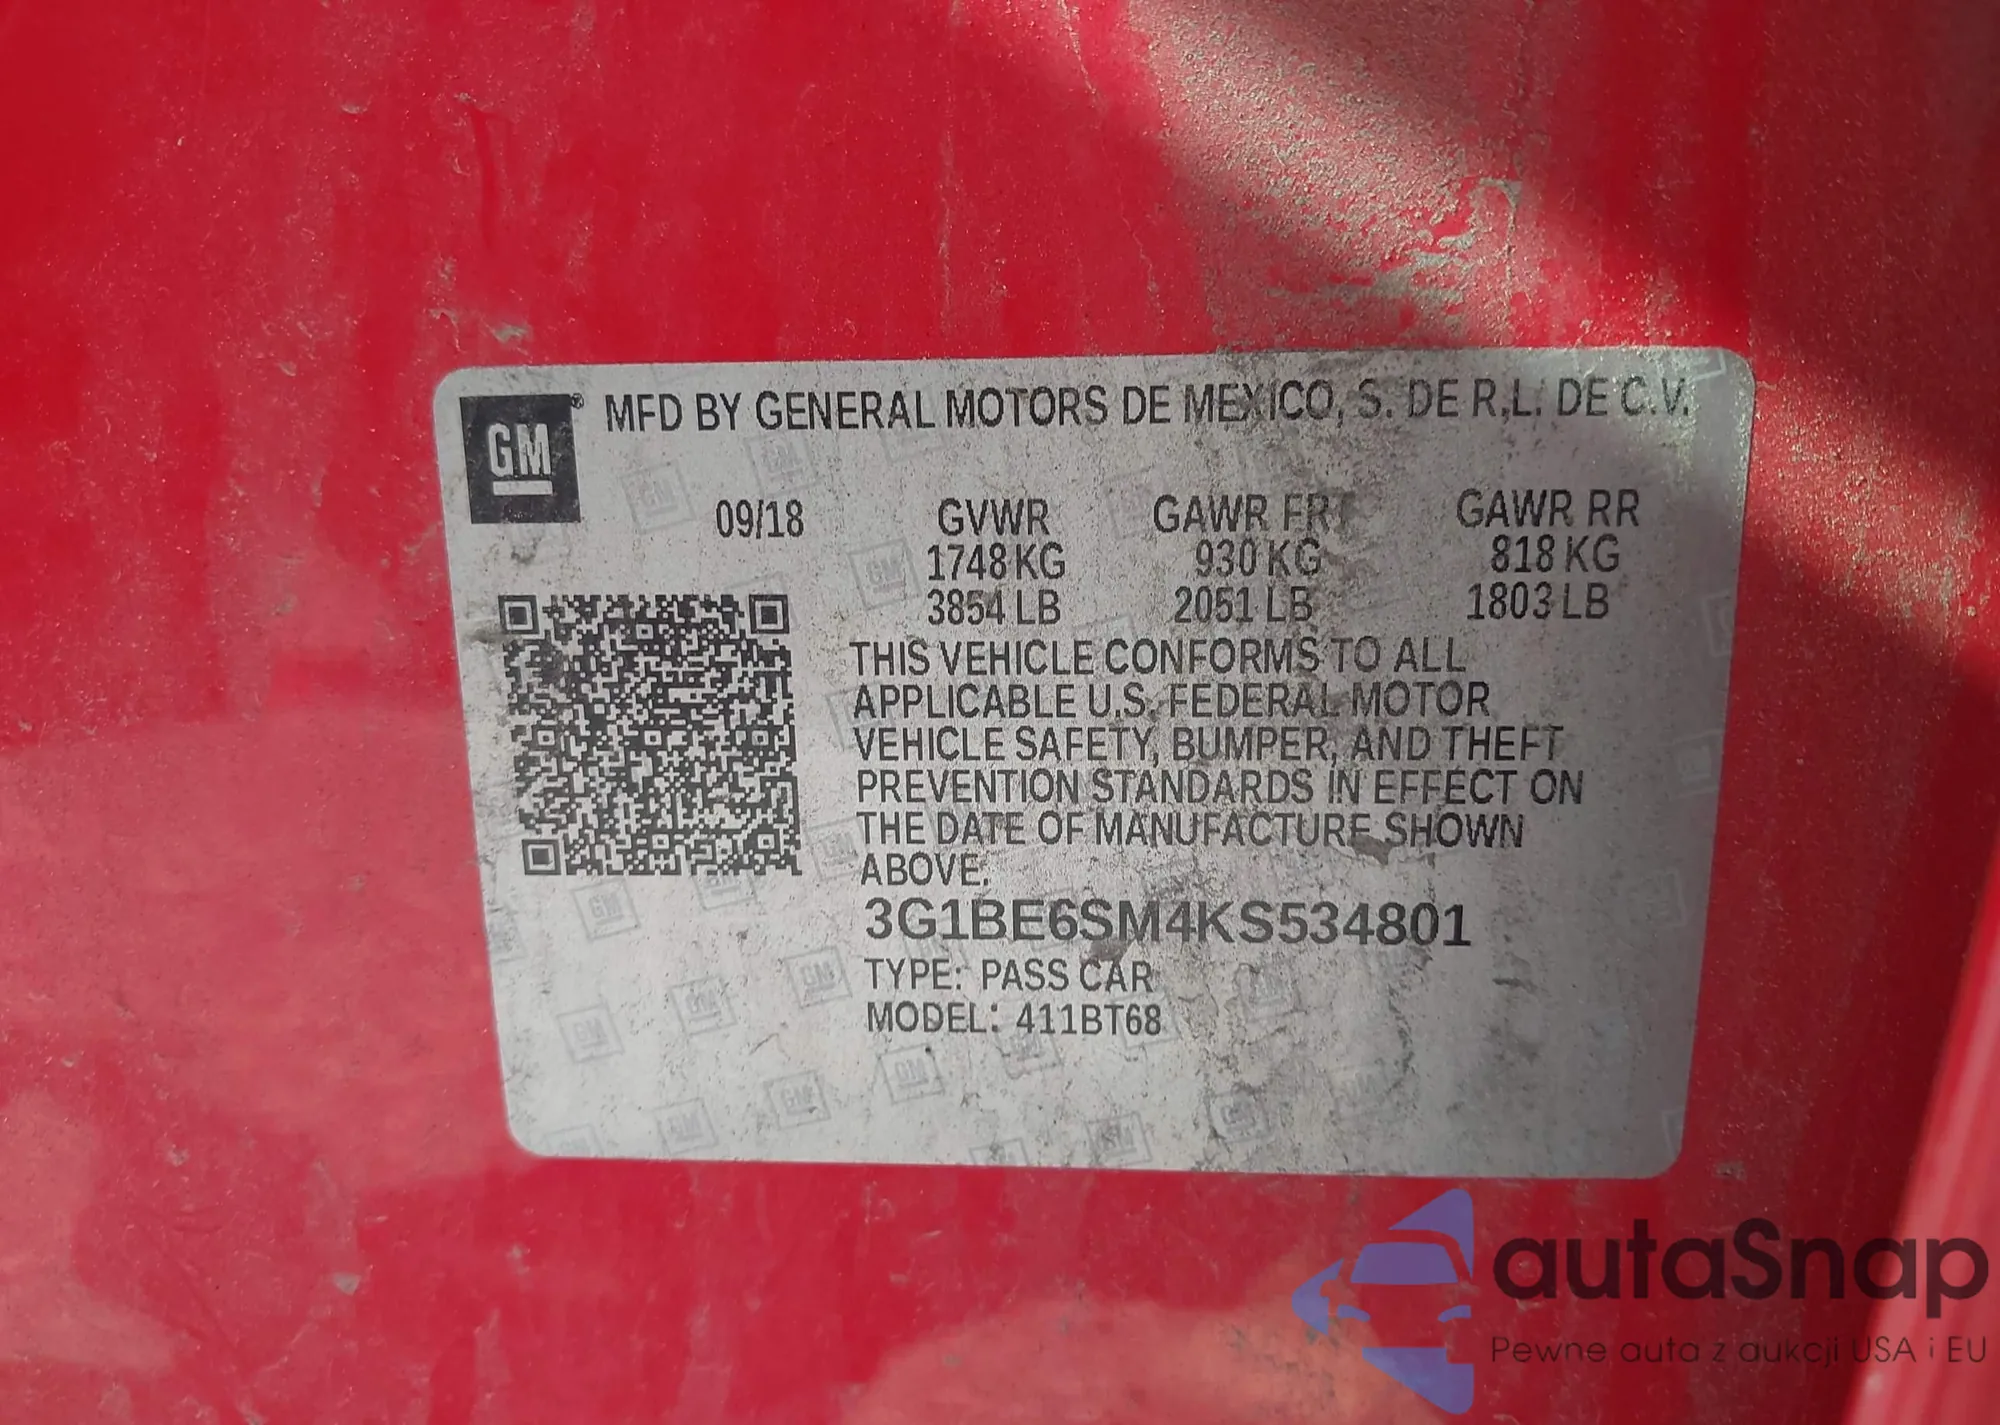 GM® MFD BY GENERAL MOTORS DE MEXICO, S. DE R.L. DE C.V.
09/18 GVWR GAWR FRT GAWR RR
1748 KG 930 KG 818 KG
3854 LB 2051 LB 1803 LB
THIS VEHICLE CONFORMS TO ALL
APPLICABLE U.S. FEDERAL MOTOR
VEHICLE SAFETY, BUMPER, AND THEFT
PREVENTION STANDARDS IN EFFECT ON
THE DATE OF MANUFACTURE SHOWN
ABOVE.
3G1BE6SM4KS534801
TYPE: PASS CAR
MODEL: 411BT68
autaSnap
Pewne auta z aukcji USA i EU